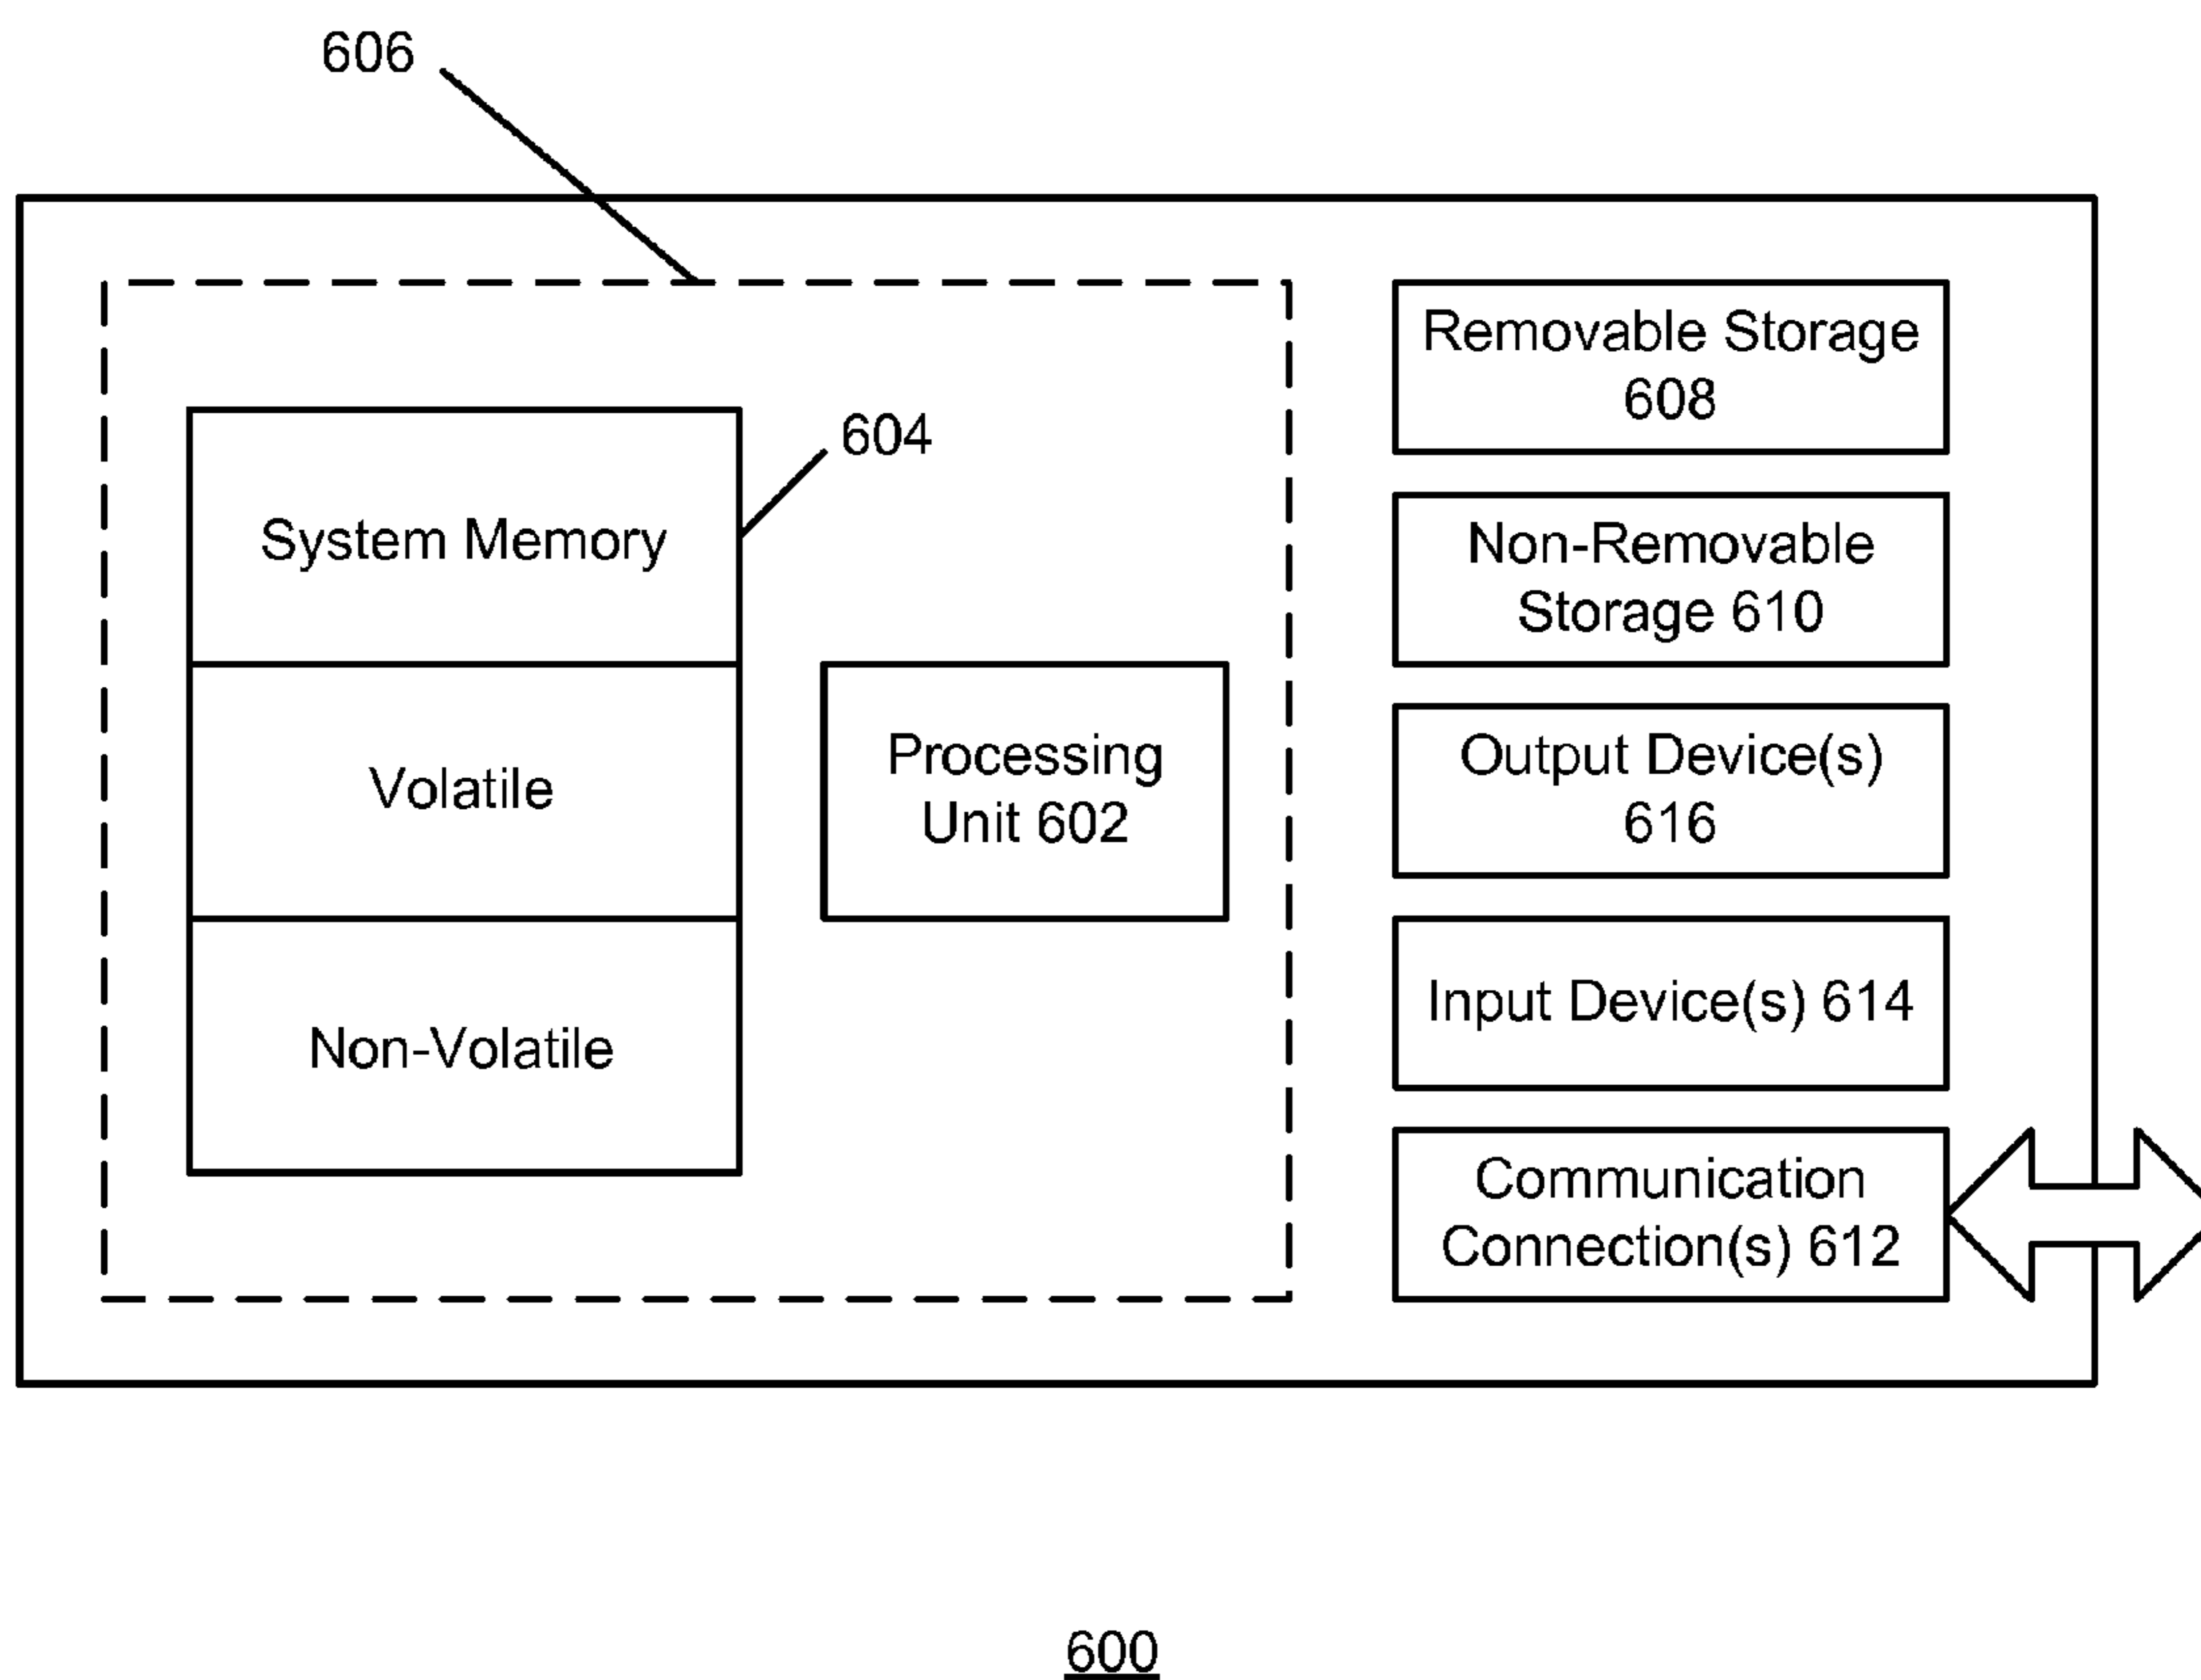 606
604
System Memory
Volatile
Non-Volatile
Processing
Unit 602
Removable Storage
608
Non-Removable
Storage 610
Output Device(s)
616
Input Device(s) 614
Communication
Connection(s) 612
600